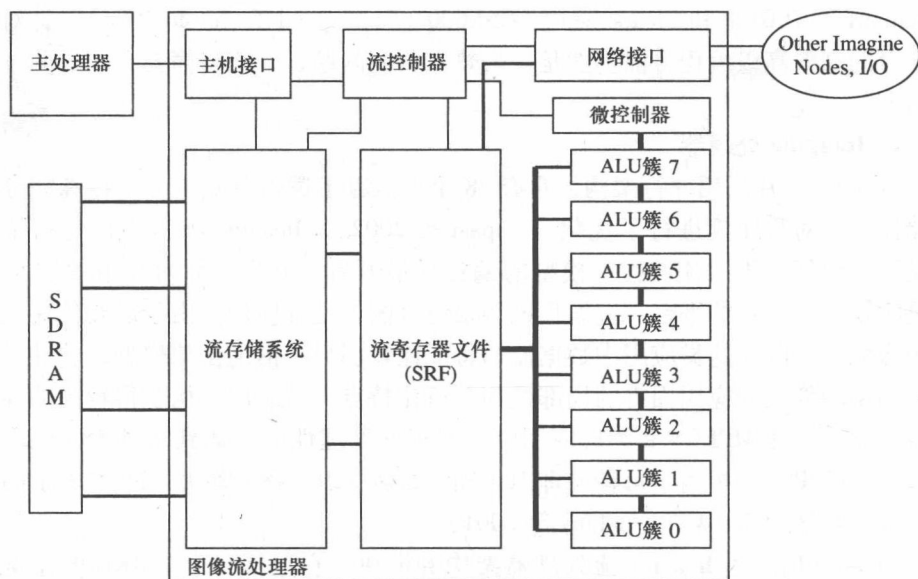 主处理器
主机接口
流控制器
网络接口
Other Imagine
Nodes, I/O
微控制器
ALU簇 7
ALU簇 6
ALU簇 5
ALU簇 4
ALU簇 3
ALU簇 2
ALU簇 1
ALU簇 0
S
D
R
A
M
流存储系统
流寄存器文件
(SRF)
图像流处理器